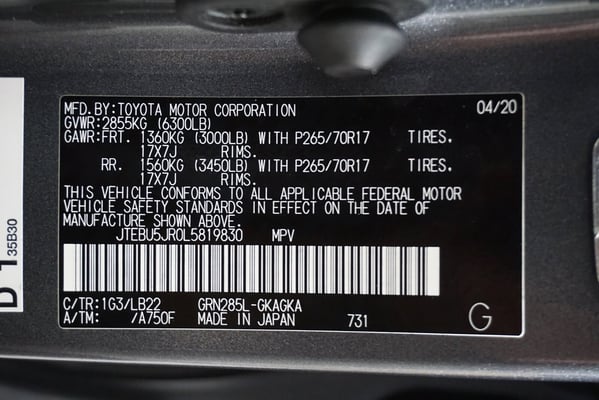 MFD.BY:TOYOTA MOTOR CORPORATION 04/20
GVWR:2855KG (6300LB)
GAWR:FRT. 1360KG (3000LB) WITH P265/70R17 TIRES,
17X7J RIMS.
RR. 1560KG (3450LB) WITH P265/70R17 TIRES,
17X7J RIMS.
THIS VEHICLE CONFORMS TO ALL APPLICABLE FEDERAL MOTOR
VEHICLE SAFETY STANDARDS IN EFFECT ON THE DATE OF
MANUFACTURE SHOWN ABOVE.
JTEBU5JR0L5819830 MPV
C/TR:1G3/LB22 GRN285L-GKAGKA
A/TM: /A750F MADE IN JAPAN 731 G
35B30